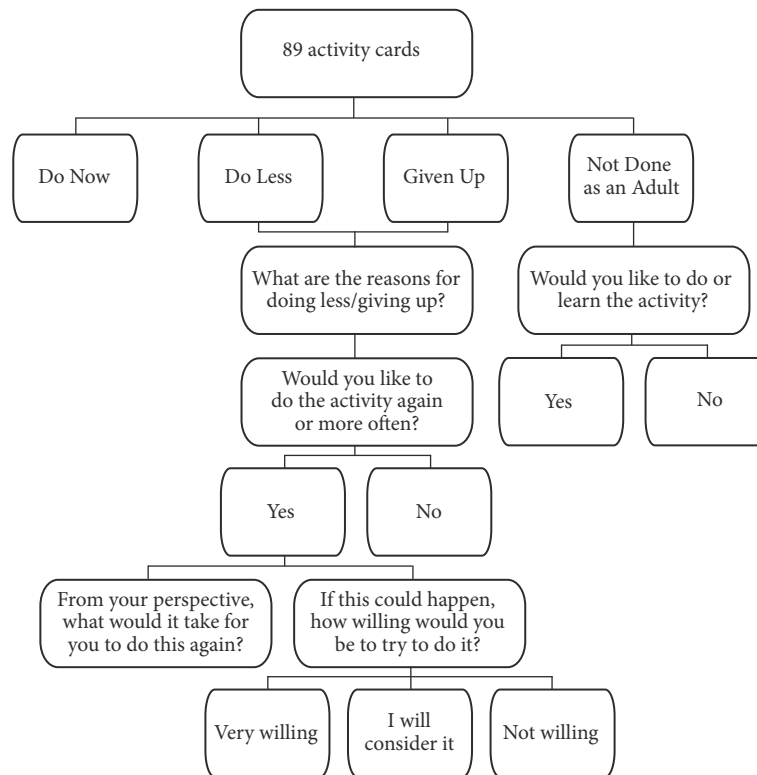 89 activity cards
Do Now
Do Less
Given Up
Not Done
as an Adult
What are the reasons for
doing less/giving up?
Would you like to do or
learn the activity?
Would you like to
do the activity again
or more often?
Yes
No
Yes
No
From your perspective,
what would it take for
you to do this again?
If this could happen,
how willing would you
be to try to do it?
Very willing
I will
consider it
Not willing